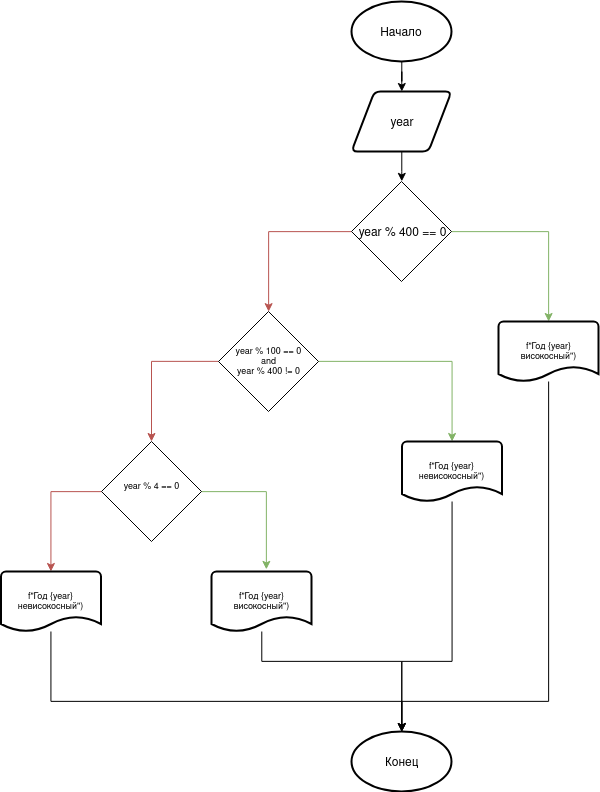 Начало
year
year % 400 == 0
year % 100 == 0
and
year % 400 != 0
f"Год {year}
високосный")
f"Год {year}
невисокосный")
year % 4 == 0
f"Год {year}
невисокосный")
f"Год {year}
високосный")
Конец